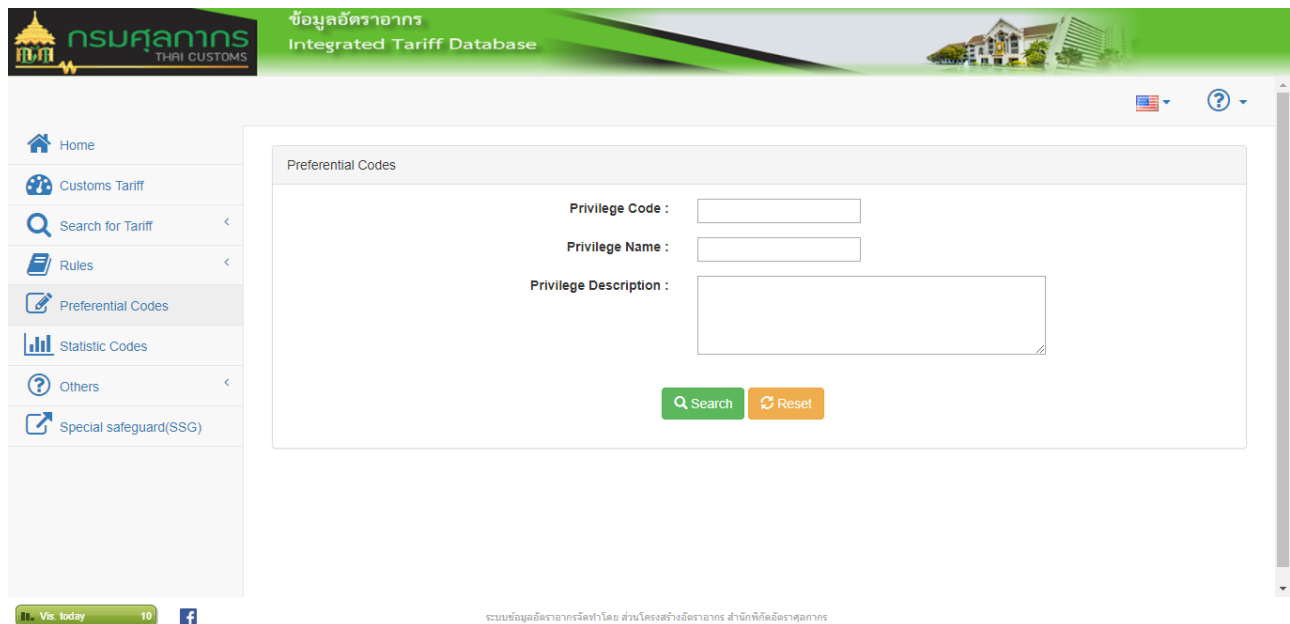 กรมศุลกากร
THAI CUSTOMS
ข้อมูลอัตราอากร
Integrated Tariff Database
Home
Customs Tariff
Search for Tariff
Rules
Preferential Codes
Statistic Codes
Others
Special safeguard(SSG)
Preferential Codes
Privilege Code :
Privilege Name :
Privilege Description :
Search
Reset
Vis. today 10
ระบบข้อมูลอัตราอากรจัดทำโดย ส่วนโครงสร้างอัตราอากร สำนักพิกัดอัตราศุลกากร